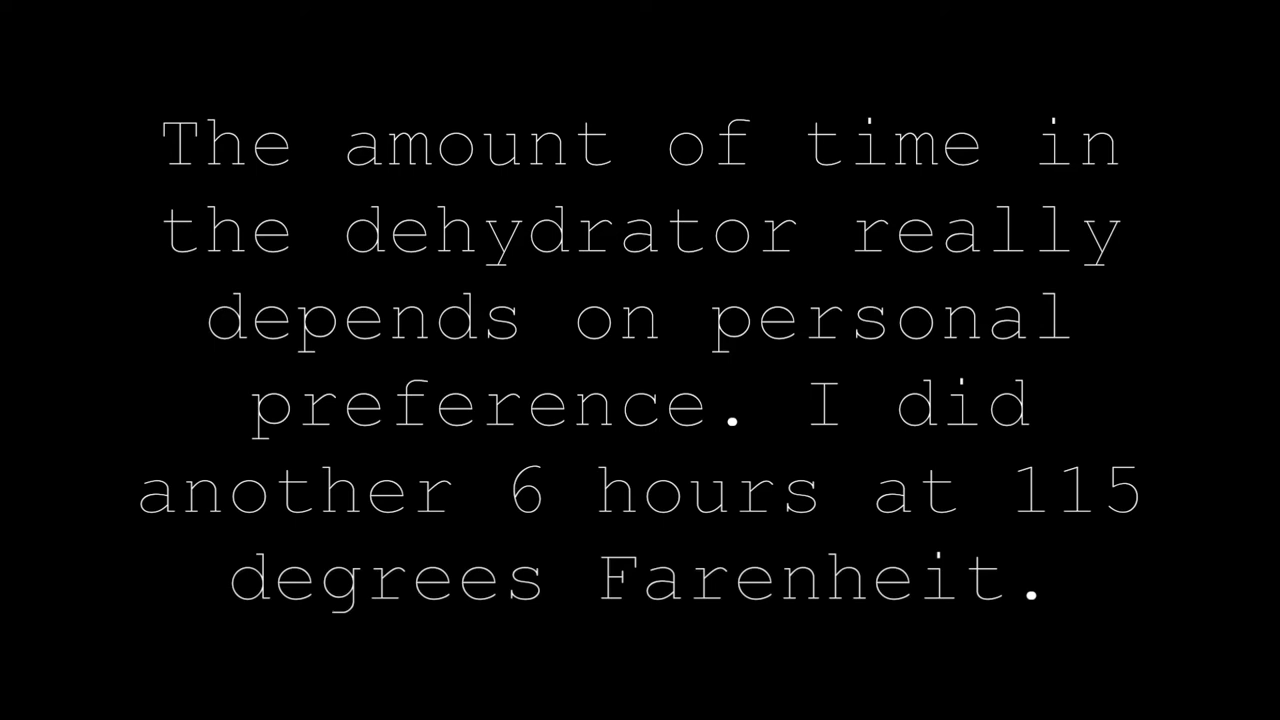 The amount of time in
the dehydrator really
depends on personal
preference. I did
another 6 hours at 115
degrees Farenheit.